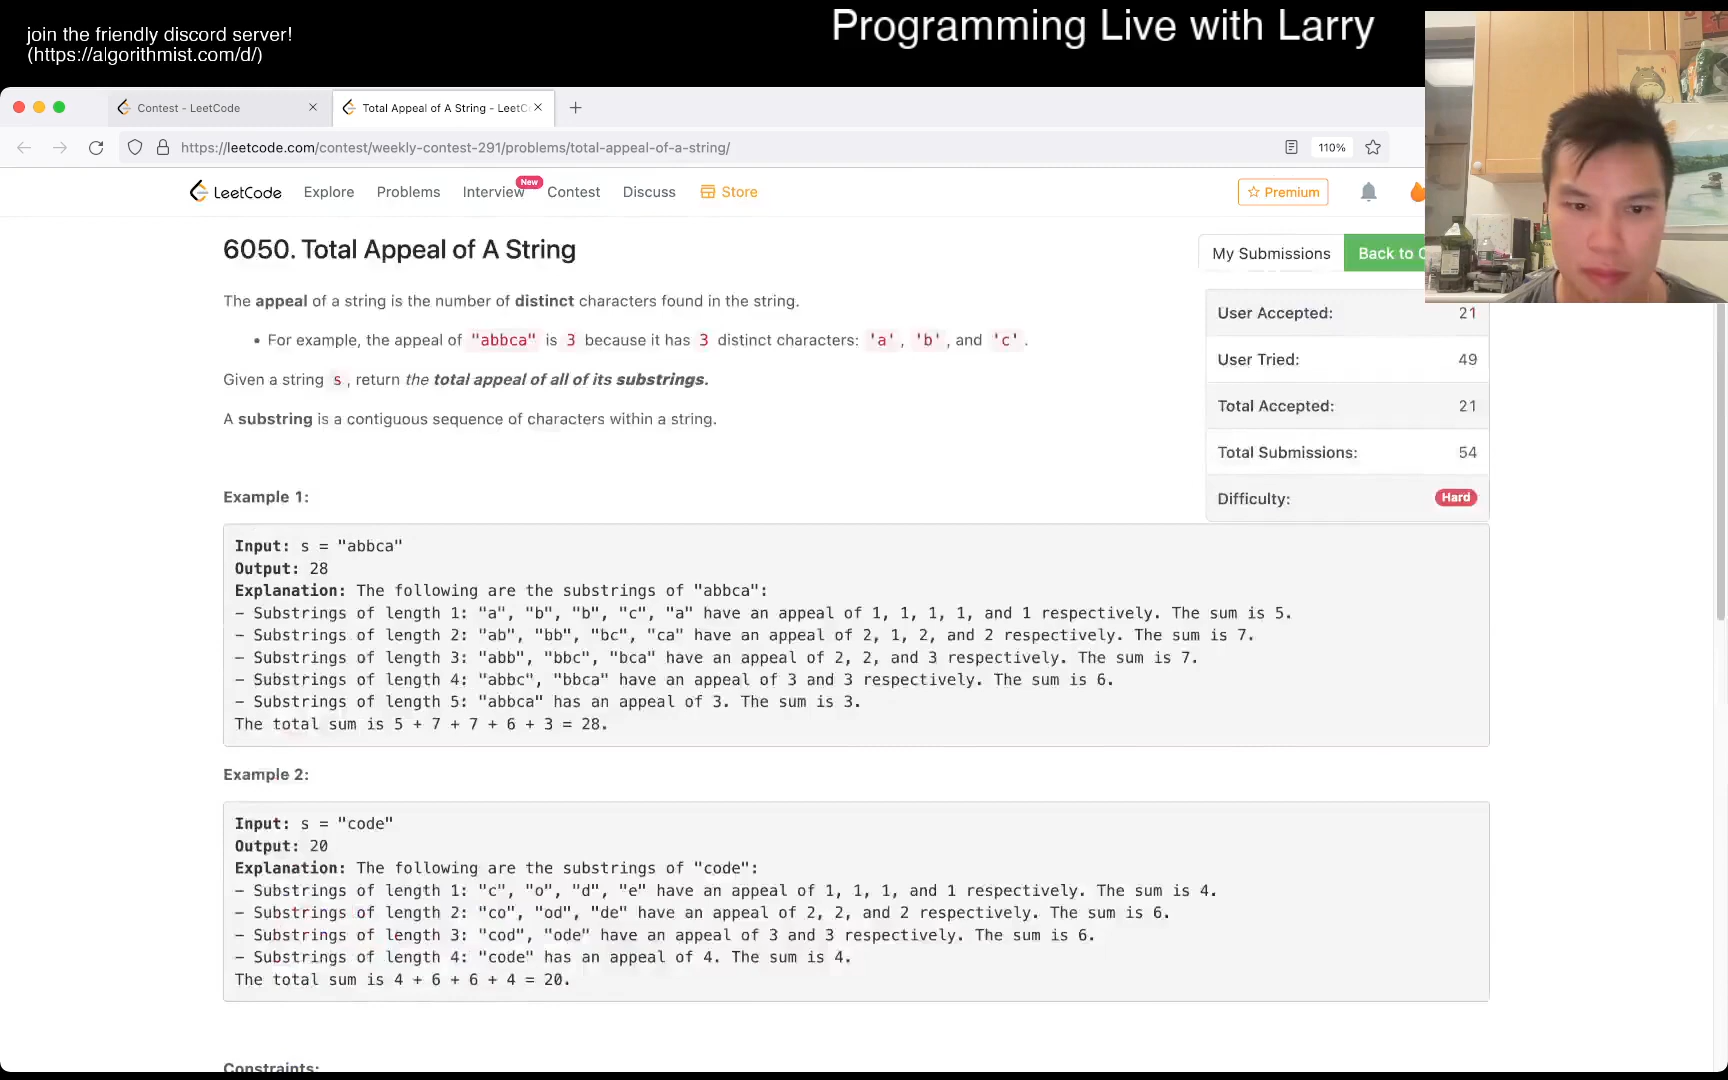 join the friendly discord server!
(https://algorithmist.com/d/)
Programming Live with Larry
Contest - LeetCode
Total Appeal of A String - LeetC
https://leetcode.com/contest/weekly-contest-291/problems/total-appeal-of-a-string/
110%
LeetCode Explore Problems Interview New Contest Discuss Store Premium
6050. Total Appeal of A String
My Submissions Back to C
The appeal of a string is the number of distinct characters found in the string.
• For example, the appeal of "abbca" is 3 because it has 3 distinct characters: 'a', 'b', and 'c'.
Given a string s, return the total appeal of all of its substrings.
A substring is a contiguous sequence of characters within a string.
User Accepted: 21
User Tried: 49
Total Accepted: 21
Total Submissions: 54
Difficulty: Hard
Example 1:
Input: s = "abbca"
Output: 28
Explanation: The following are the substrings of "abbca":
- Substrings of length 1: "a", "b", "b", "c", "a" have an appeal of 1, 1, 1, 1, and 1 respectively. The sum is 5.
- Substrings of length 2: "ab", "bb", "bc", "ca" have an appeal of 2, 1, 2, and 2 respectively. The sum is 7.
- Substrings of length 3: "abb", "bbc", "bca" have an appeal of 2, 2, and 3 respectively. The sum is 7.
- Substrings of length 4: "abbc", "bbca" have an appeal of 3 and 3 respectively. The sum is 6.
- Substrings of length 5: "abbca" has an appeal of 3. The sum is 3.
The total sum is 5 + 7 + 7 + 6 + 3 = 28.
Example 2:
Input: s = "code"
Output: 20
Explanation: The following are the substrings of "code":
- Substrings of length 1: "c", "o", "d", "e" have an appeal of 1, 1, 1, and 1 respectively. The sum is 4.
- Substrings of length 2: "co", "od", "de" have an appeal of 2, 2, and 2 respectively. The sum is 6.
- Substrings of length 3: "cod", "ode" have an appeal of 3 and 3 respectively. The sum is 6.
- Substrings of length 4: "code" has an appeal of 4. The sum is 4.
The total sum is 4 + 6 + 6 + 4 = 20.
Constraints: